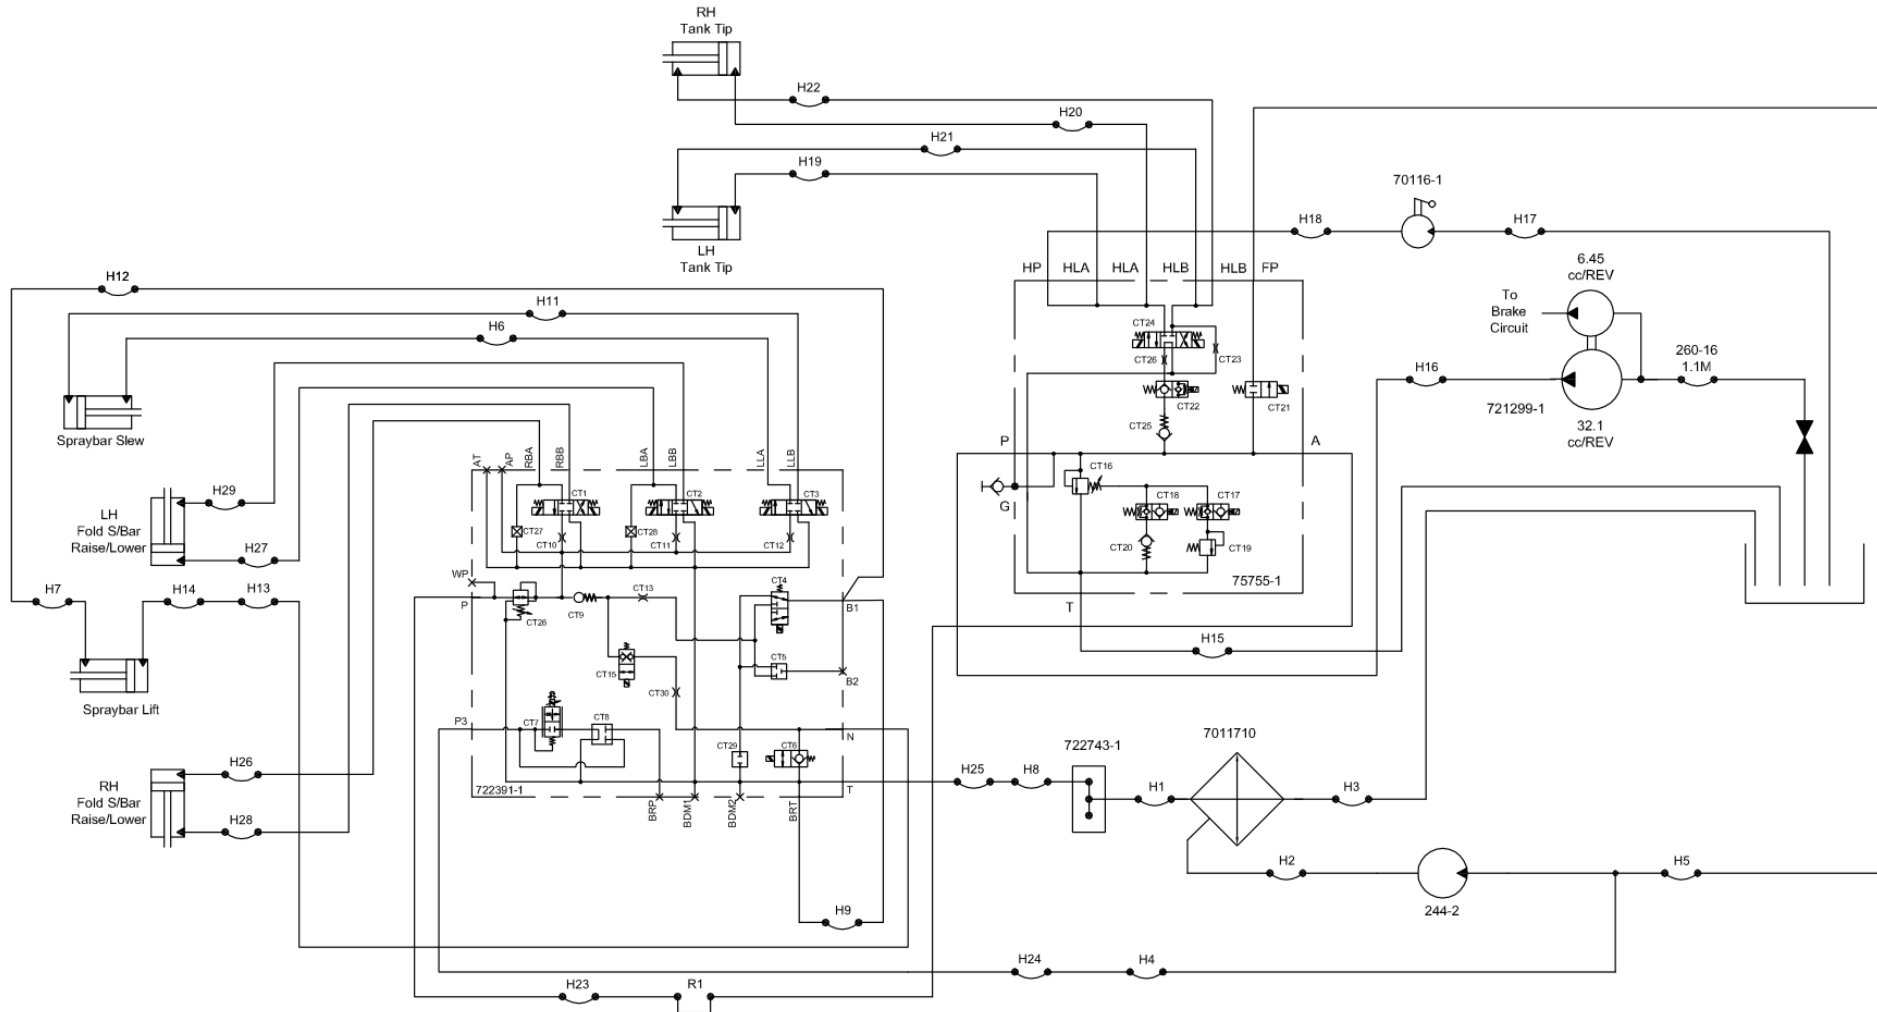 RH
Tank Tip
H22
H20
H21
H19
LH
Tank Tip
70116-1
H18
H17
HP
HLA
HLA
HLB
HLB
FP
6.45
cc/REV
To
Brake
Circuit
260-16
1.1M
H16
721299-1
32.1
cc/REV
CT24
CT26
CT23
CT22
CT21
CT25
P
A
CT16
G
CT18
CT17
CT20
CT19
75755-1
T
H15
H12
H11
H6
Spraybar Slew
AT
AP
RBA
RBB
LBA
LBB
LLA
LLB
H29
LH
Fold S/Bar
Raise/Lower
H27
CT1
CT2
CT3
CT27
CT28
CT10
CT11
CT12
WP
P
CT26
CT9
CT13
CT4
B1
H7
H14
H13
CT15
CT5
CT30
B2
Spraybar Lift
P3
CT7
CT8
N
CT29
CT6
722391-1
T
BRP
BDM1
BDM2
BRT
H26
RH
Fold S/Bar
Raise/Lower
H28
H25
H8
722743-1
H1
7011710
H3
H2
244-2
H5
H9
H24
H4
H23
R1